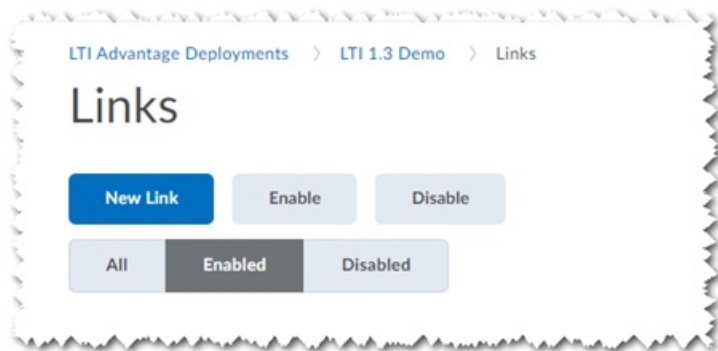 LTI Advantage Deployments > LTI 1.3 Demo > Links
Links
New Link Enable Disable
All Enabled Disabled